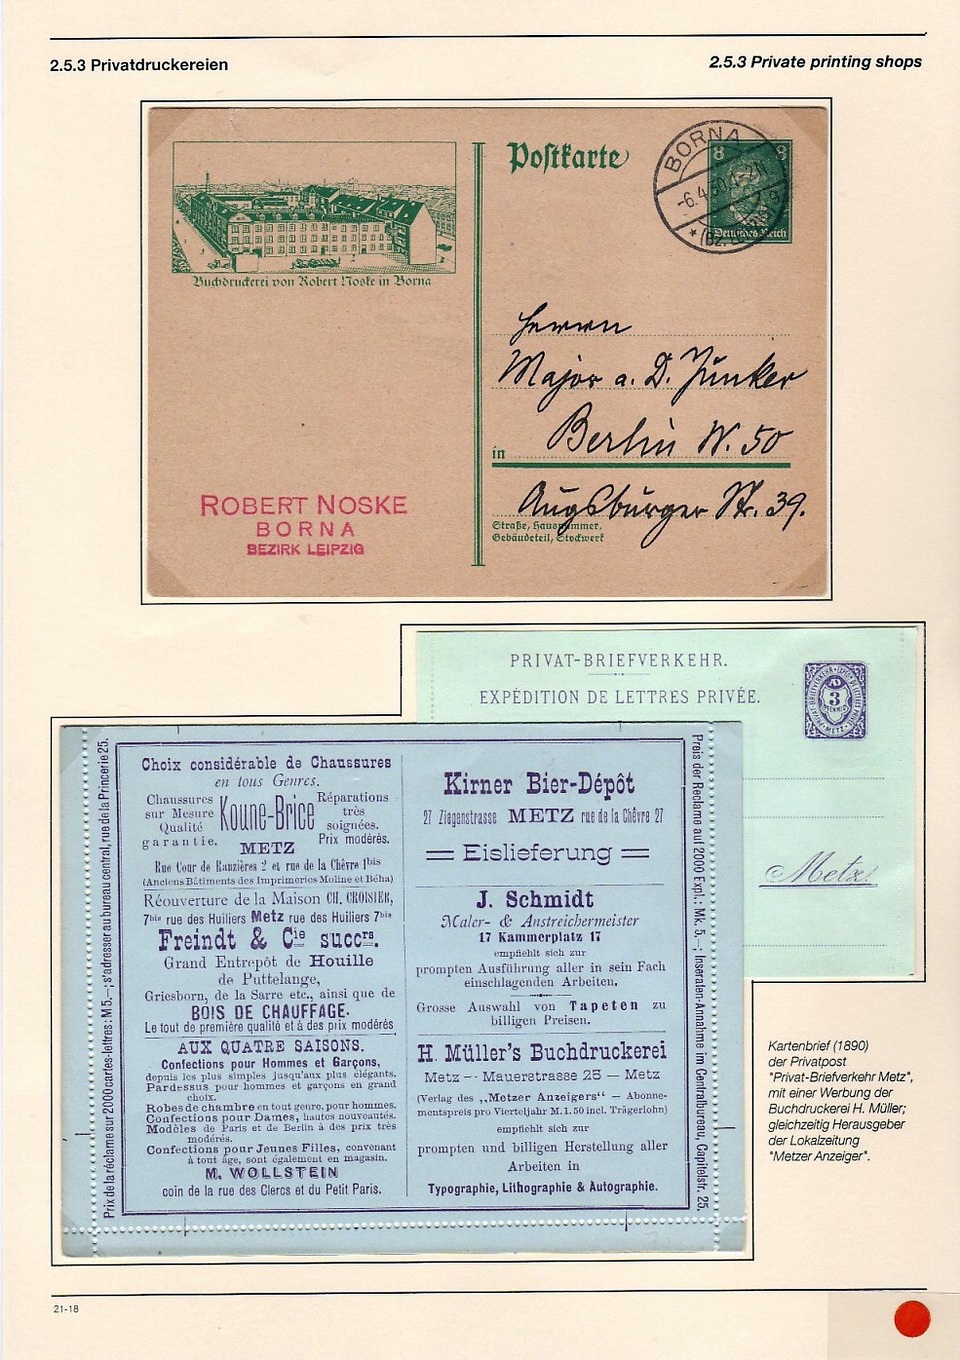 2.5.3 Privatdruckereien
2.5.3 Private printing shops
Buchdruckerei von Robert Noske in Borna
Postkarte
BORNA
8 8
Deutsches Reich
Herrn
Major a. D. Junker
in Berlin W. 50
Augsburger Str. 39.
Straße, Hausnummer,
Gebäudeteil, Stockwerk
ROBERT NOSKE
BORNA
BEZIRK LEIPZIG
PRIVAT-BRIEFVERKEHR.
EXPÉDITION DE LETTRES PRIVÉE.
3
PFENNIG
METZ
Metz.
Prix de la réclame sur 2000 cartes-lettres: M 5.—; s'adresser au bureau central, rue de la Princerie 25.
Choix considérable de Chaussures
en tous Genres.
Chaussures
sur Mesure
Qualité
garantie.
Koune-Brice
Réparations
très
soignées.
Prix modérés.
METZ
Rue Cour de Ranzières 2 et rue de la Chèvre 1bis
(Anciens Bâtiments des Imprimeries Moline et Béha)
Réouverture de la Maison CH. CROISIER,
7bis rue des Huiliers Metz rue des Huiliers 7bis
Freindt & Cie succrs.
Grand Entrepôt de Houille
de Puttelange,
Griesborn, de la Sarre etc., ainsi que de
BOIS DE CHAUFFAGE.
Le tout de première qualité et à des prix modérés
AUX QUATRE SAISONS.
Confections pour Hommes et Garçons,
depuis les plus simples jusqu'aux plus élégants.
Pardessus pour hommes et garçons en grand
choix.
Robes de chambre en tout genre, pour hommes.
Confections pour Dames, hautes nouveautés.
Modèles de Paris et de Berlin à des prix très
modérés.
Confections pour Jeunes Filles, convenant
à tout âge, sont également en magasin.
M. WOLLSTEIN
coin de la rue des Clercs et du Petit Paris.
Kirner Bier-Dépôt
27 Ziegenstrasse METZ rue de la Chèvre 27
Eislieferung
J. Schmidt
Maler- & Anstreichermeister
17 Kammerplatz 17
empfiehlt sich zur
prompten Ausführung aller in sein Fach
einschlagenden Arbeiten.
Grosse Auswahl von Tapeten zu
billigen Preisen.
H. Müller's Buchdruckerei
Metz -- Mauerstrasse 25 — Metz
(Verlag des „Metzer Anzeigers“ — Abonne-
mentspreis pro Vierteljahr M. 1.50 incl. Trägerlohn)
empfiehlt sich zur
prompten und billigen Herstellung aller
Arbeiten in
Typographie, Lithographie & Autographie.
Preis der Reclame auf 2000 Expl.: Mk. 5.—; Inseraten-Annahme im Centralbureau, Capitelstr. 25.
Kartenbrief (1890)
der Privatpost
"Privat-Briefverkehr Metz",
mit einer Werbung der
Buchdruckerei H. Müller;
gleichzeitig Herausgeber
der Lokalzeitung
"Metzer Anzeiger".
21-18